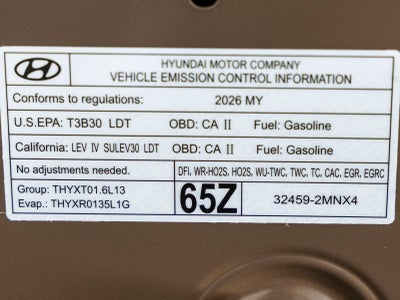 HYUNDAI MOTOR COMPANY
VEHICLE EMISSION CONTROL INFORMATION
Conforms to regulations: 2026 MY
U.S.EPA: T3B30 LDT OBD: CA II Fuel: Gasoline
California: LEV IV SULEV30 LDT OBD: CA II Fuel: Gasoline
No adjustments needed. DFI, WR-HO2S, HO2S, WU-TWC, TWC, TC, CAC, EGR, EGRC
Group: THYXT01.6L13
Evap.: THYXR0135L1G
65Z
32459-2MNX4